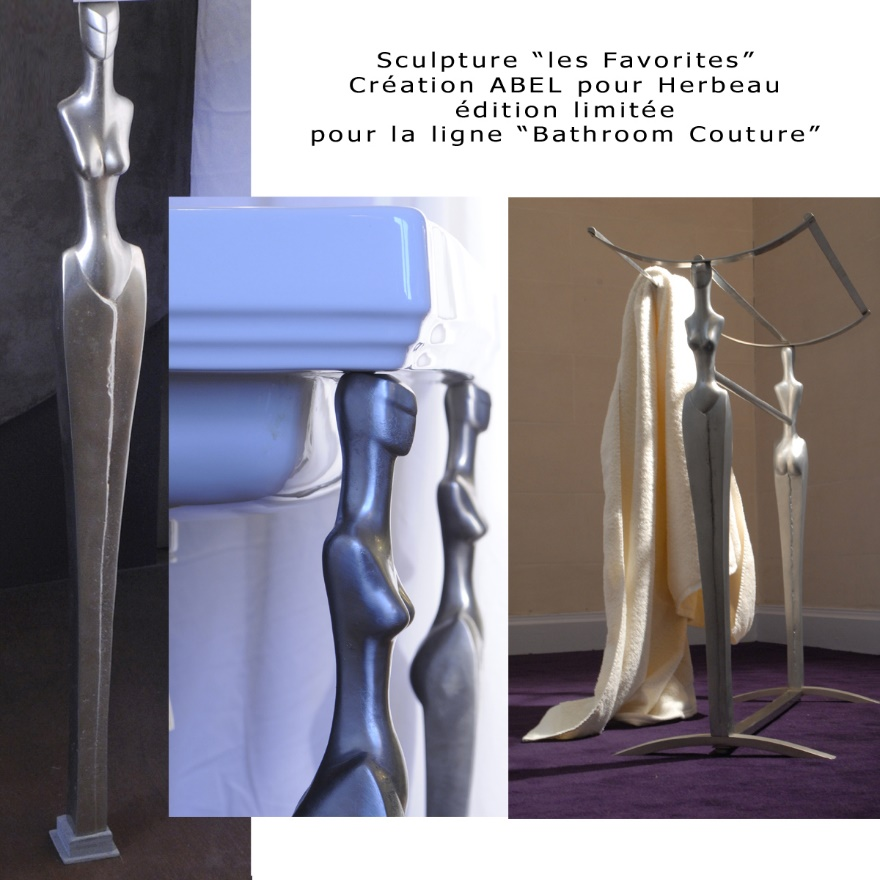 Sculpture “les Favorites”
Création ABEL pour Herbeau
édition limitée
pour la ligne “Bathroom Couture”